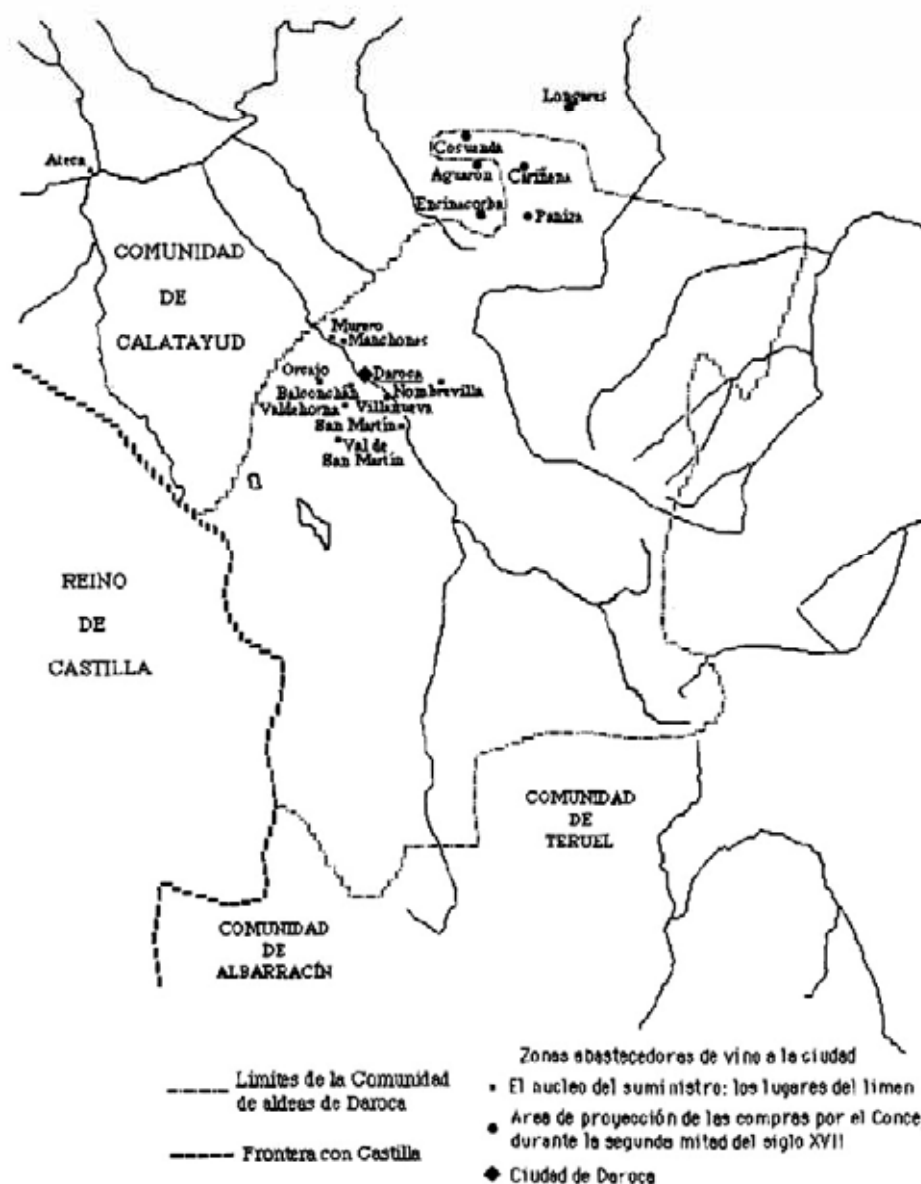 Longares
Cosuenda
Ateca
Aguarón
Cariñena
Encinacorba
Paniza
COMUNIDAD
DE
CALATAYUD
Murero
Manchones
Orcajo
Daroca
Balconchán
Nombrevilla
Valdehorna
Villanueva
San Martín
Val de
San Martín
REINO
DE
CASTILLA
COMUNIDAD
DE
TERUEL
COMUNIDAD
DE
ALBARRACÍN
Límites de la Comunidad
de aldeas de Daroca
Frontera con Castilla
Zonas abastecedoras de vino a la ciudad
El nucleo del suministro: los lugares del limen
Area de proyección de las compras por el Conce
durante la segunda mitad del siglo XVII
Ciudad de Daroca